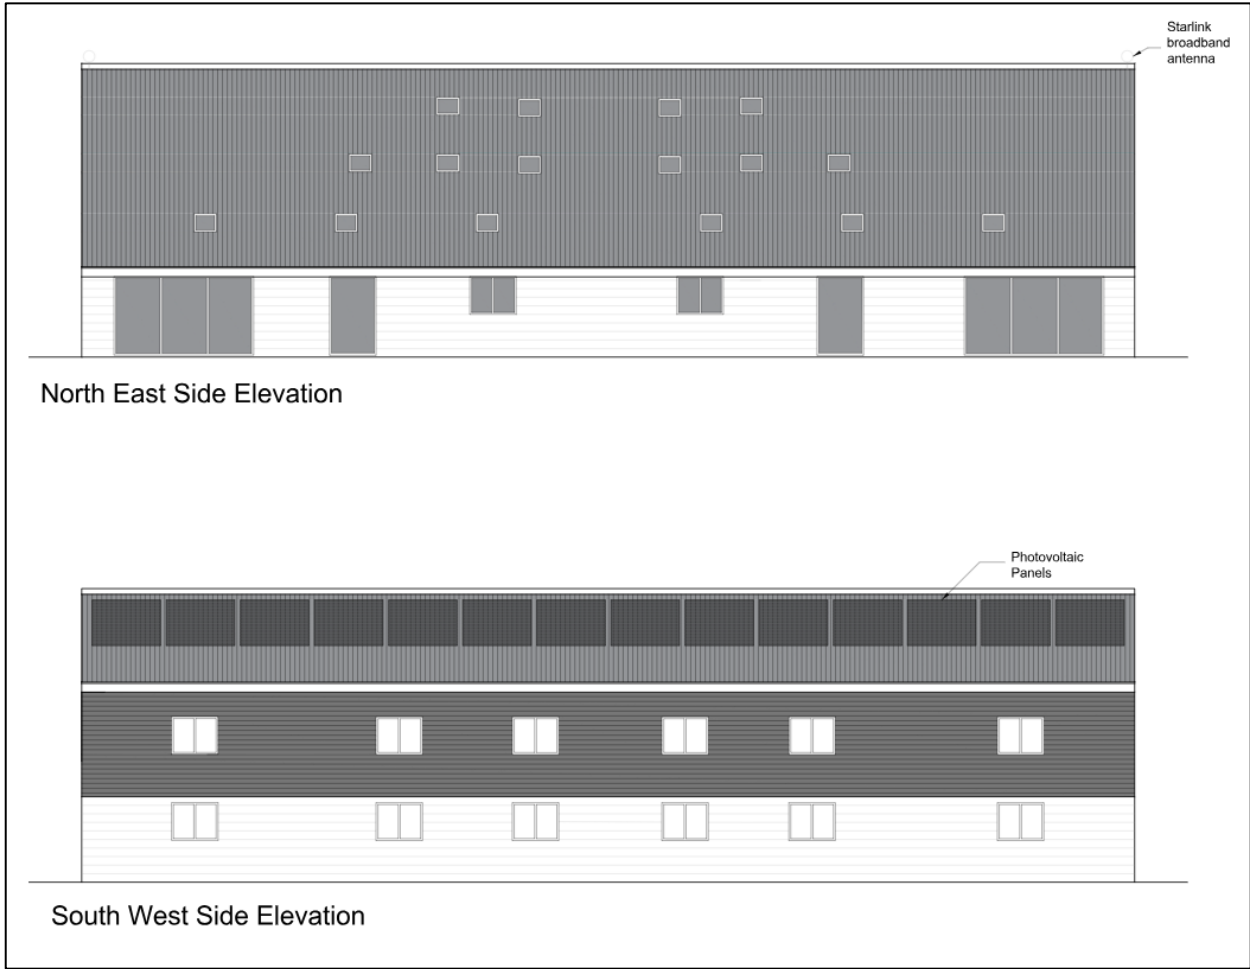 Starlink
broadband
antenna
North East Side Elevation
Photovoltaic
Panels
South West Side Elevation